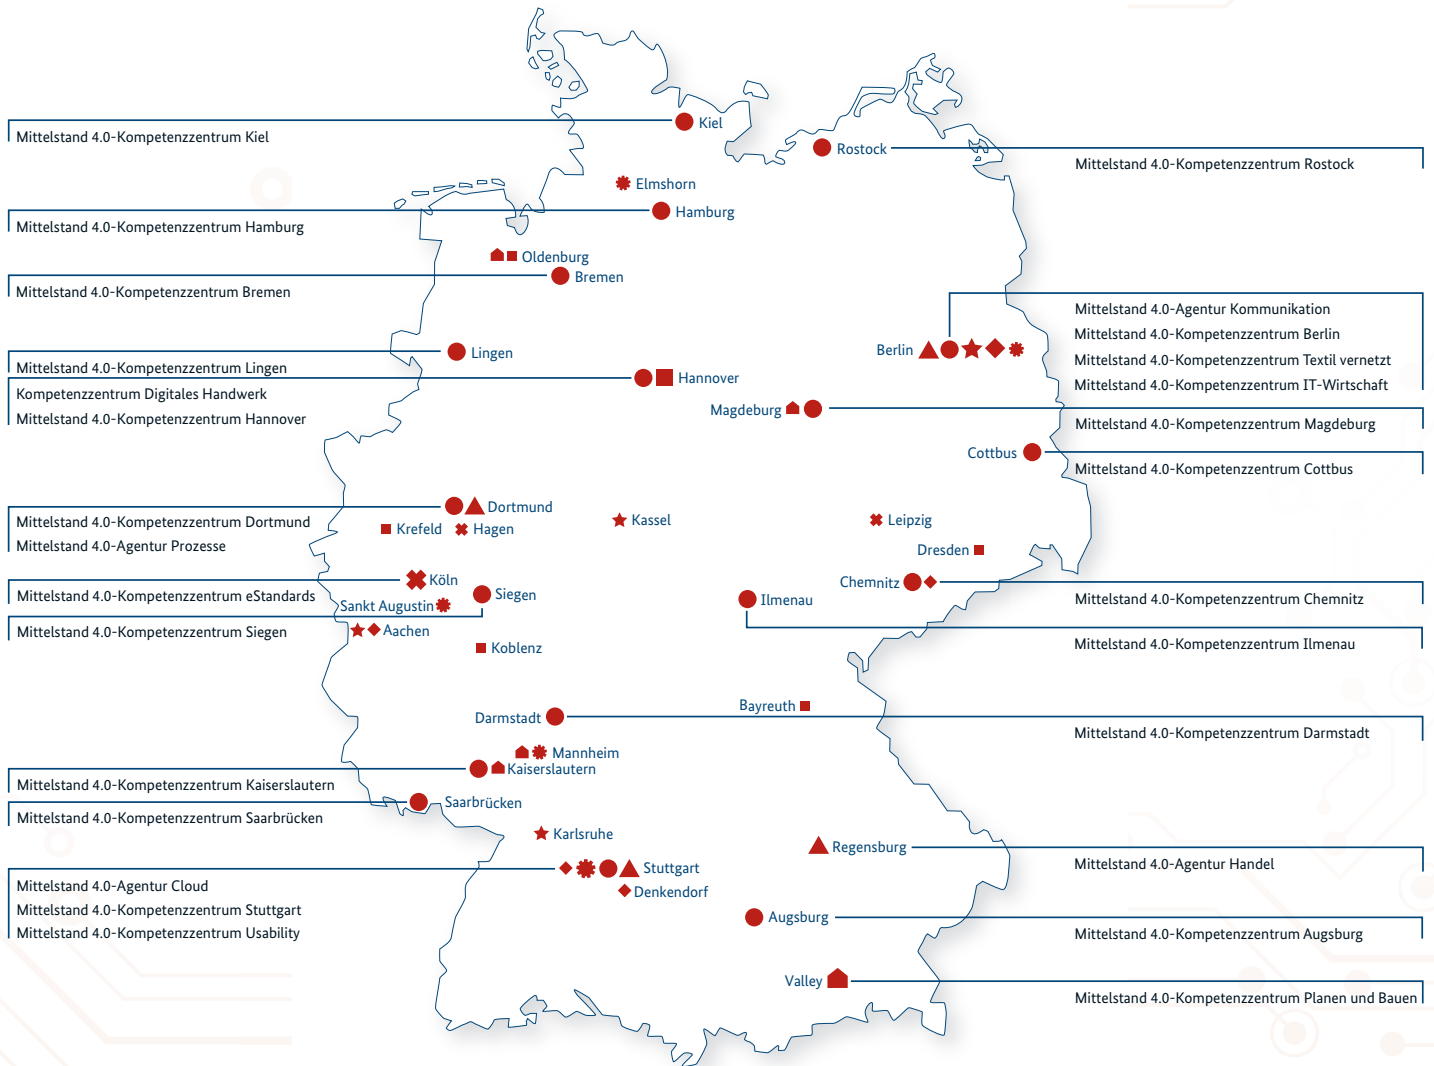 Kiel
Mittelstand 4.0-Kompetenzzentrum Kiel
Rostock
Mittelstand 4.0-Kompetenzzentrum Rostock
Elmshorn
Hamburg
Mittelstand 4.0-Kompetenzzentrum Hamburg
Oldenburg
Bremen
Mittelstand 4.0-Kompetenzzentrum Bremen
Mittelstand 4.0-Agentur Kommunikation
Mittelstand 4.0-Kompetenzzentrum Berlin
Mittelstand 4.0-Kompetenzzentrum Textil vernetzt
Mittelstand 4.0-Kompetenzzentrum IT-Wirtschaft
Berlin
Lingen
Mittelstand 4.0-Kompetenzzentrum Lingen
Hannover
Kompetenzzentrum Digitales Handwerk
Mittelstand 4.0-Kompetenzzentrum Hannover
Magdeburg
Mittelstand 4.0-Kompetenzzentrum Magdeburg
Cottbus
Mittelstand 4.0-Kompetenzzentrum Cottbus
Dortmund
Mittelstand 4.0-Kompetenzzentrum Dortmund
Mittelstand 4.0-Agentur Prozesse
Krefeld
Hagen
Kassel
Leipzig
Dresden
Köln
Mittelstand 4.0-Kompetenzzentrum eStandards
Chemnitz
Mittelstand 4.0-Kompetenzzentrum Chemnitz
Siegen
Sankt Augustin
Mittelstand 4.0-Kompetenzzentrum Siegen
Ilmenau
Mittelstand 4.0-Kompetenzzentrum Ilmenau
Aachen
Koblenz
Bayreuth
Darmstadt
Mittelstand 4.0-Kompetenzzentrum Darmstadt
Mannheim
Kaiserslautern
Mittelstand 4.0-Kompetenzzentrum Kaiserslautern
Saarbrücken
Mittelstand 4.0-Kompetenzzentrum Saarbrücken
Karlsruhe
Regensburg
Mittelstand 4.0-Agentur Handel
Stuttgart
Denkendorf
Mittelstand 4.0-Agentur Cloud
Mittelstand 4.0-Kompetenzzentrum Stuttgart
Mittelstand 4.0-Kompetenzzentrum Usability
Augsburg
Mittelstand 4.0-Kompetenzzentrum Augsburg
Valley
Mittelstand 4.0-Kompetenzzentrum Planen und Bauen